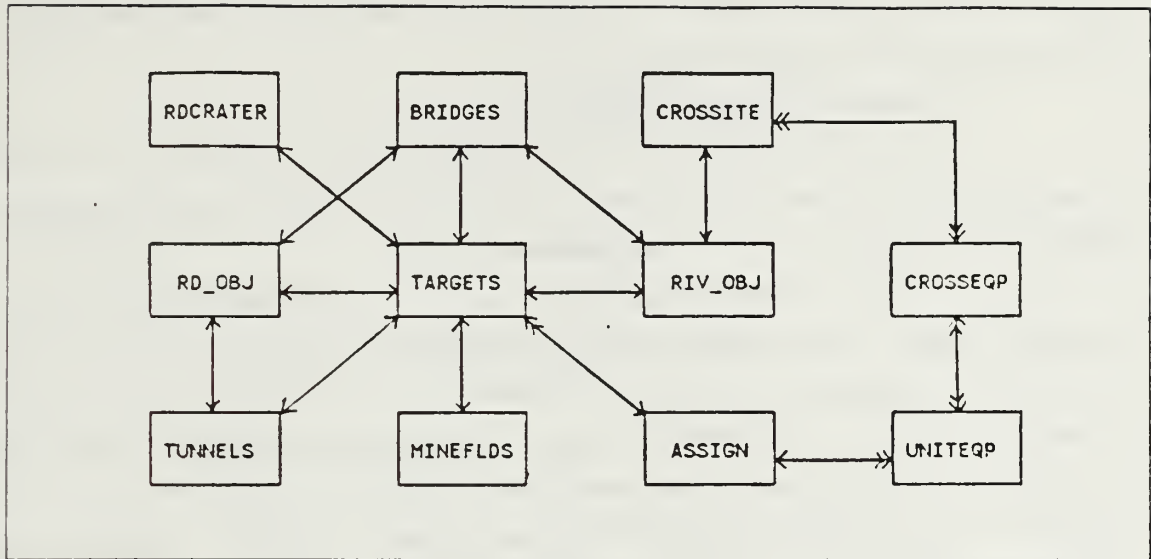 RDCRATER
BRIDGES
CROSSITE
RD_OBJ
TARGETS
RIV_OBJ
CROSSEQP
TUNNELS
MINEFLDS
ASSIGN
UNITEQP